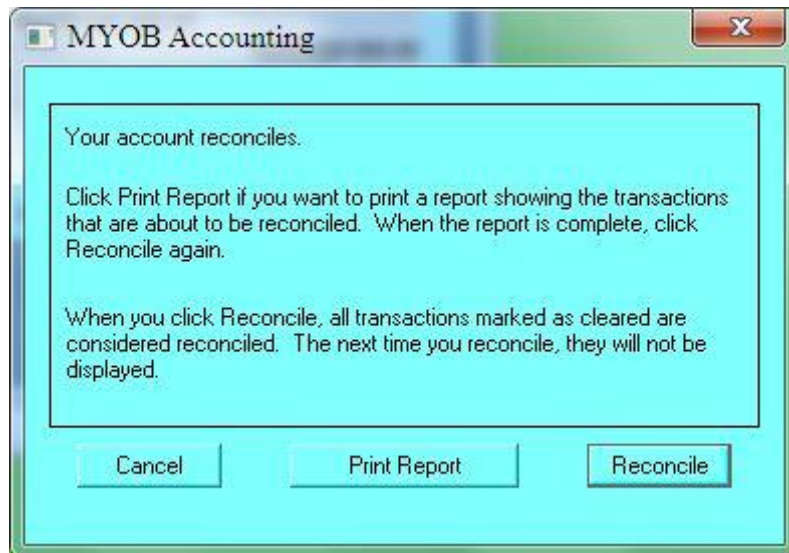 MYOB Accounting
Your account reconciles.
Click Print Report if you want to print a report showing the transactions
that are about to be reconciled.  When the report is complete, click
Reconcile again.
When you click Reconcile, all transactions marked as cleared are
considered reconciled.  The next time you reconcile, they will not be
displayed.
Cancel
Print Report
Reconcile